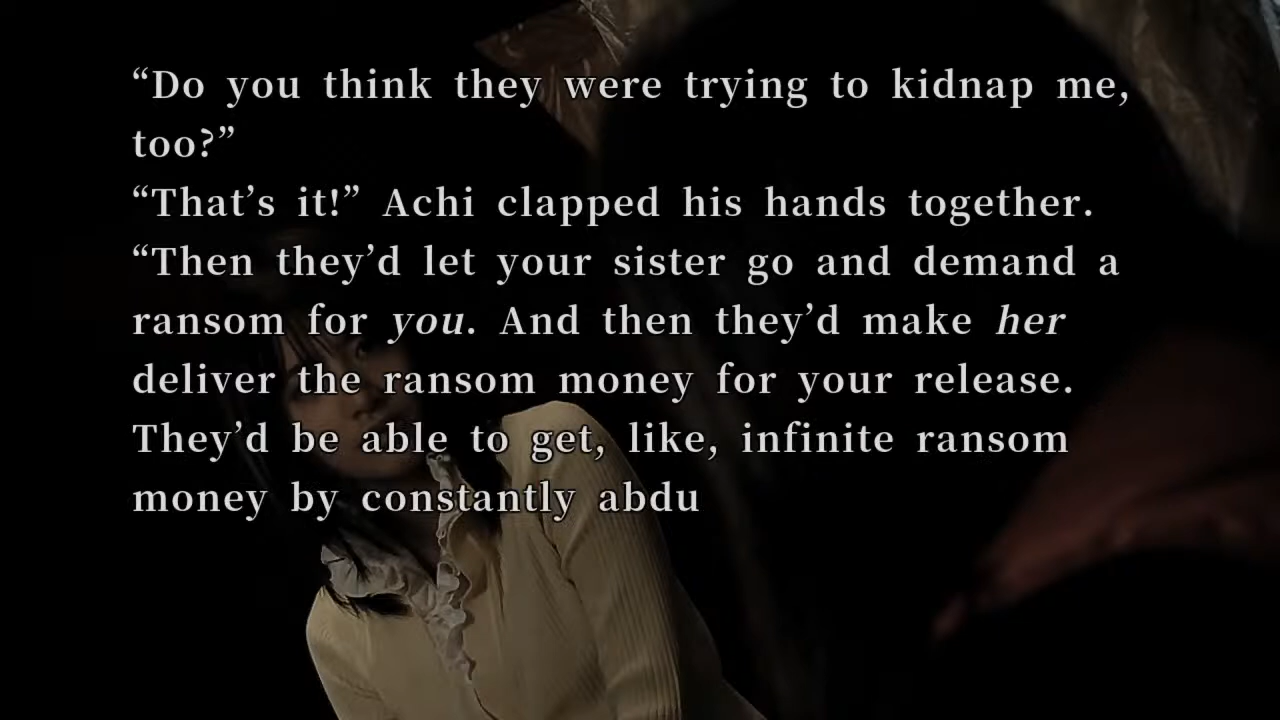 “Do you think they were trying to kidnap me,
too?”
“That’s it!” Achi clapped his hands together.
“Then they’d let your sister go and demand a
ransom for you. And then they’d make her
deliver the ransom money for your release.
They’d be able to get, like, infinite ransom
money by constantly abdu